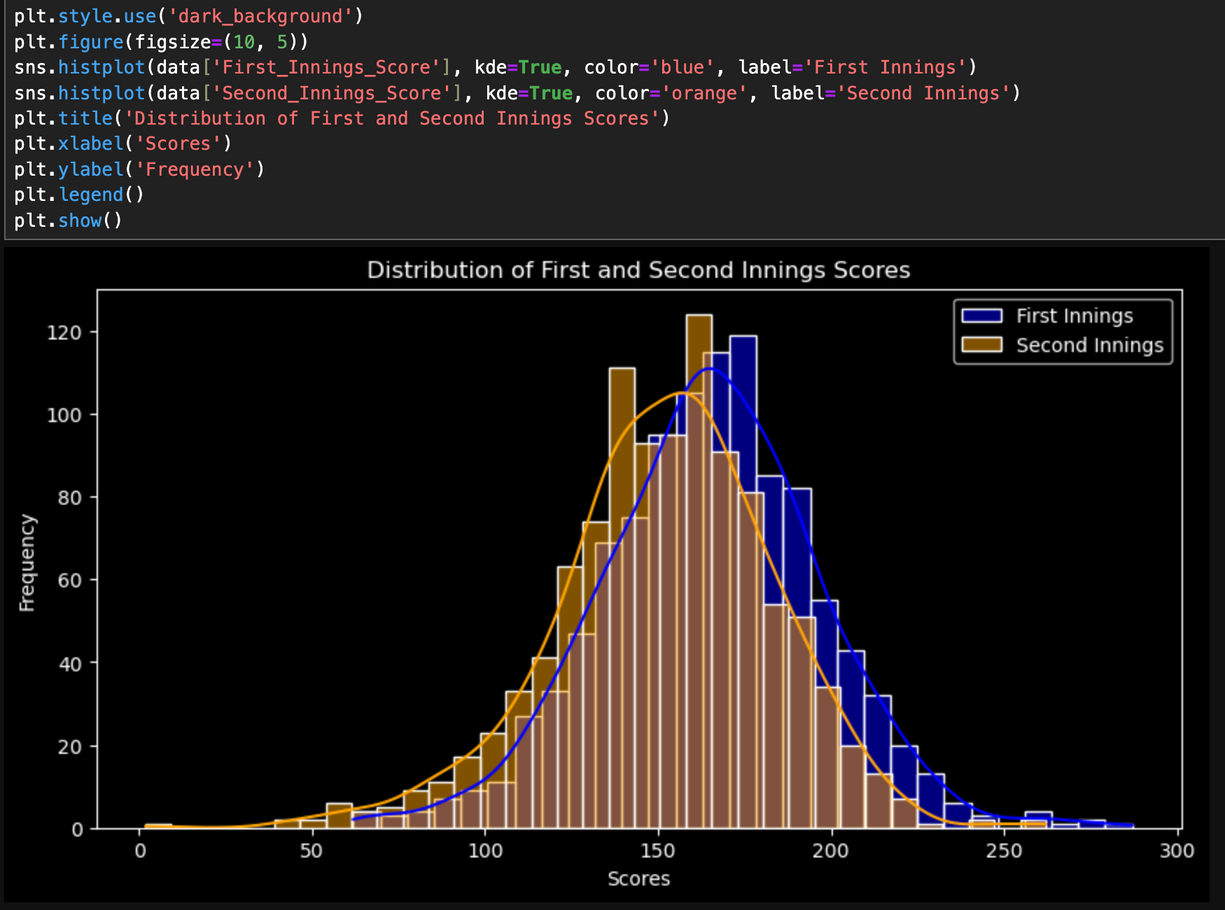 plt.style.use('dark_background')
plt.figure(figsize=(10, 5))
sns.histplot(data['First_Innings_Score'], kde=True, color='blue', label='First Innings')
sns.histplot(data['Second_Innings_Score'], kde=True, color='orange', label='Second Innings')
plt.title('Distribution of First and Second Innings Scores')
plt.xlabel('Scores')
plt.ylabel('Frequency')
plt.legend()
plt.show()
Distribution of First and Second Innings Scores
First Innings
Second Innings
120
100
80
60
40
20
0
Frequency
0 50 100 150 200 250 300
Scores